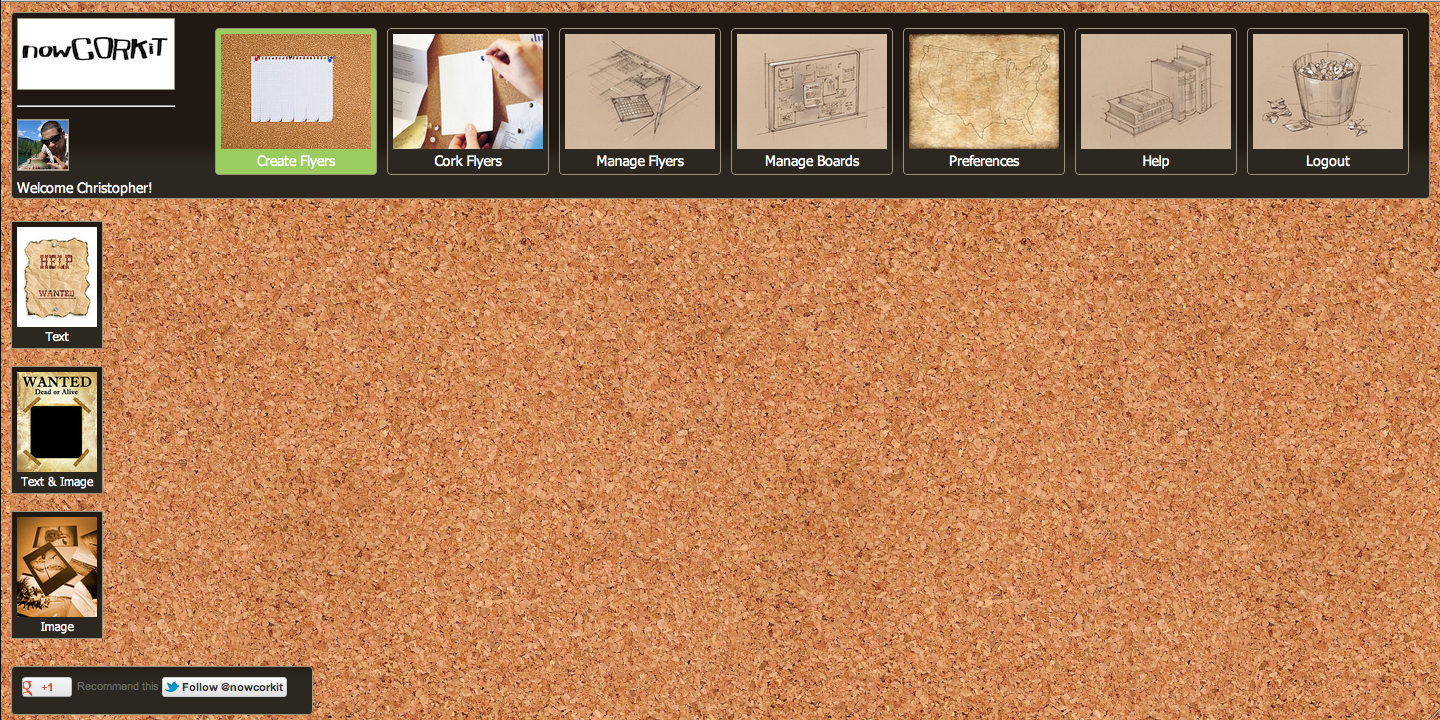 nowCORKiT
Welcome Christopher!
Create Flyers
Cork Flyers
Manage Flyers
Manage Boards
Preferences
Help
Logout
HELP
WANTED
Text
WANTED
Dead or Alive
Text & Image
Image
g +1 Recommend this Follow @nowcorkit